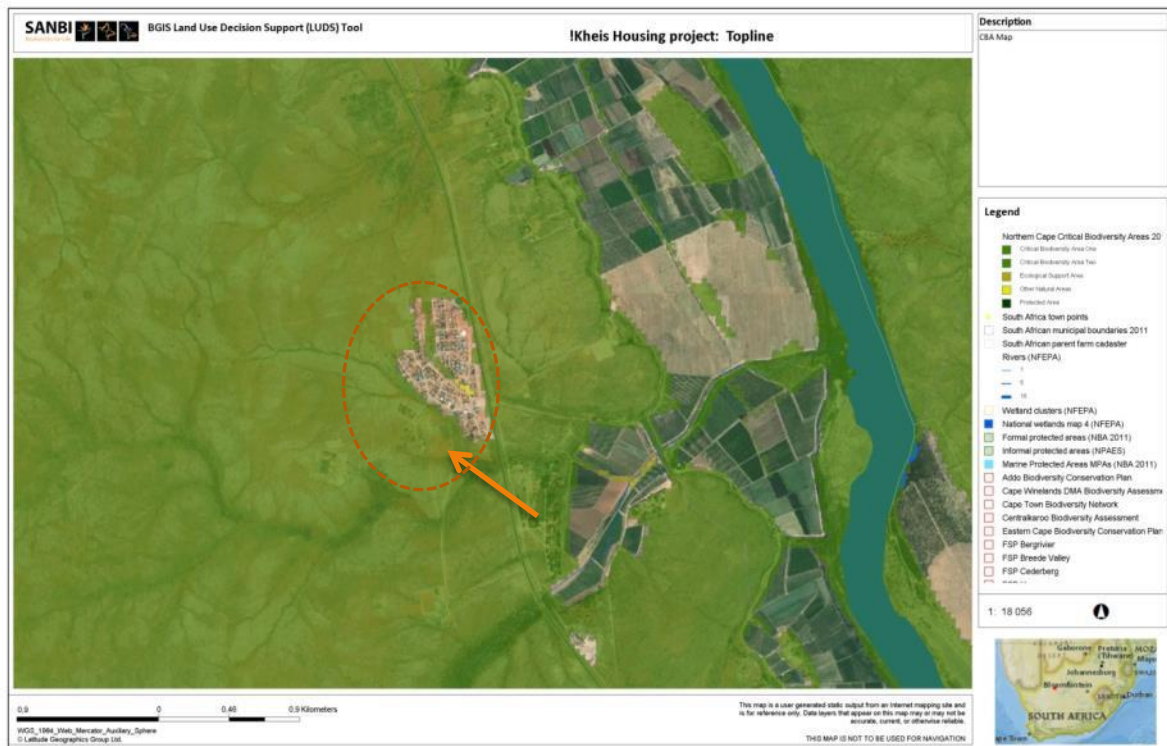 SANBI
BGIS Land Use Decision Support (LUDS) Tool
!Kheis Housing project: Topline
Description
CBA Map
Legend
Northern Cape Critical Biodiversity Areas 20
Critical Biodiversity Area One
Critical Biodiversity Area Two
Ecological Support Area
Other Natural Areas
Protected Area
South Africa town points
South African municipal boundaries 2011
South African parent farm cadaster
Rivers (NFEPA)
Wetland clusters (NFEPA)
National wetlands map 4 (NFEPA)
Formal protected areas (NBA 2011)
Informal protected areas (NPAES)
Marine Protected Areas MPAs (NBA 2011)
Addo Biodiversity Conservation Plan
Cape Winelands DMA Biodiversity Assessme
Cape Town Biodiversity Network
Centralkaroo Biodiversity Assessment
Eastern Cape Biodiversity Conservation Plan
FSP Bergrivier
FSP Breede Valley
FSP Cederberg
1: 18 056
Gaborone
Pretoria
(Tshwane)
Johannesburg
Bloemfontein
Durban
SOUTH AFRICA
0.9 0 0.46 0.9 Kilometers
WGS_1984_Web_Mercator_Auxiliary_Sphere
© Latitude Geographics Group Ltd.
This map is a user generated static output from an Internet mapping site and
is for reference only. Data layers that appear on this map may or may not be
accurate, current, or otherwise reliable.
THIS MAP IS NOT TO BE USED FOR NAVIGATION